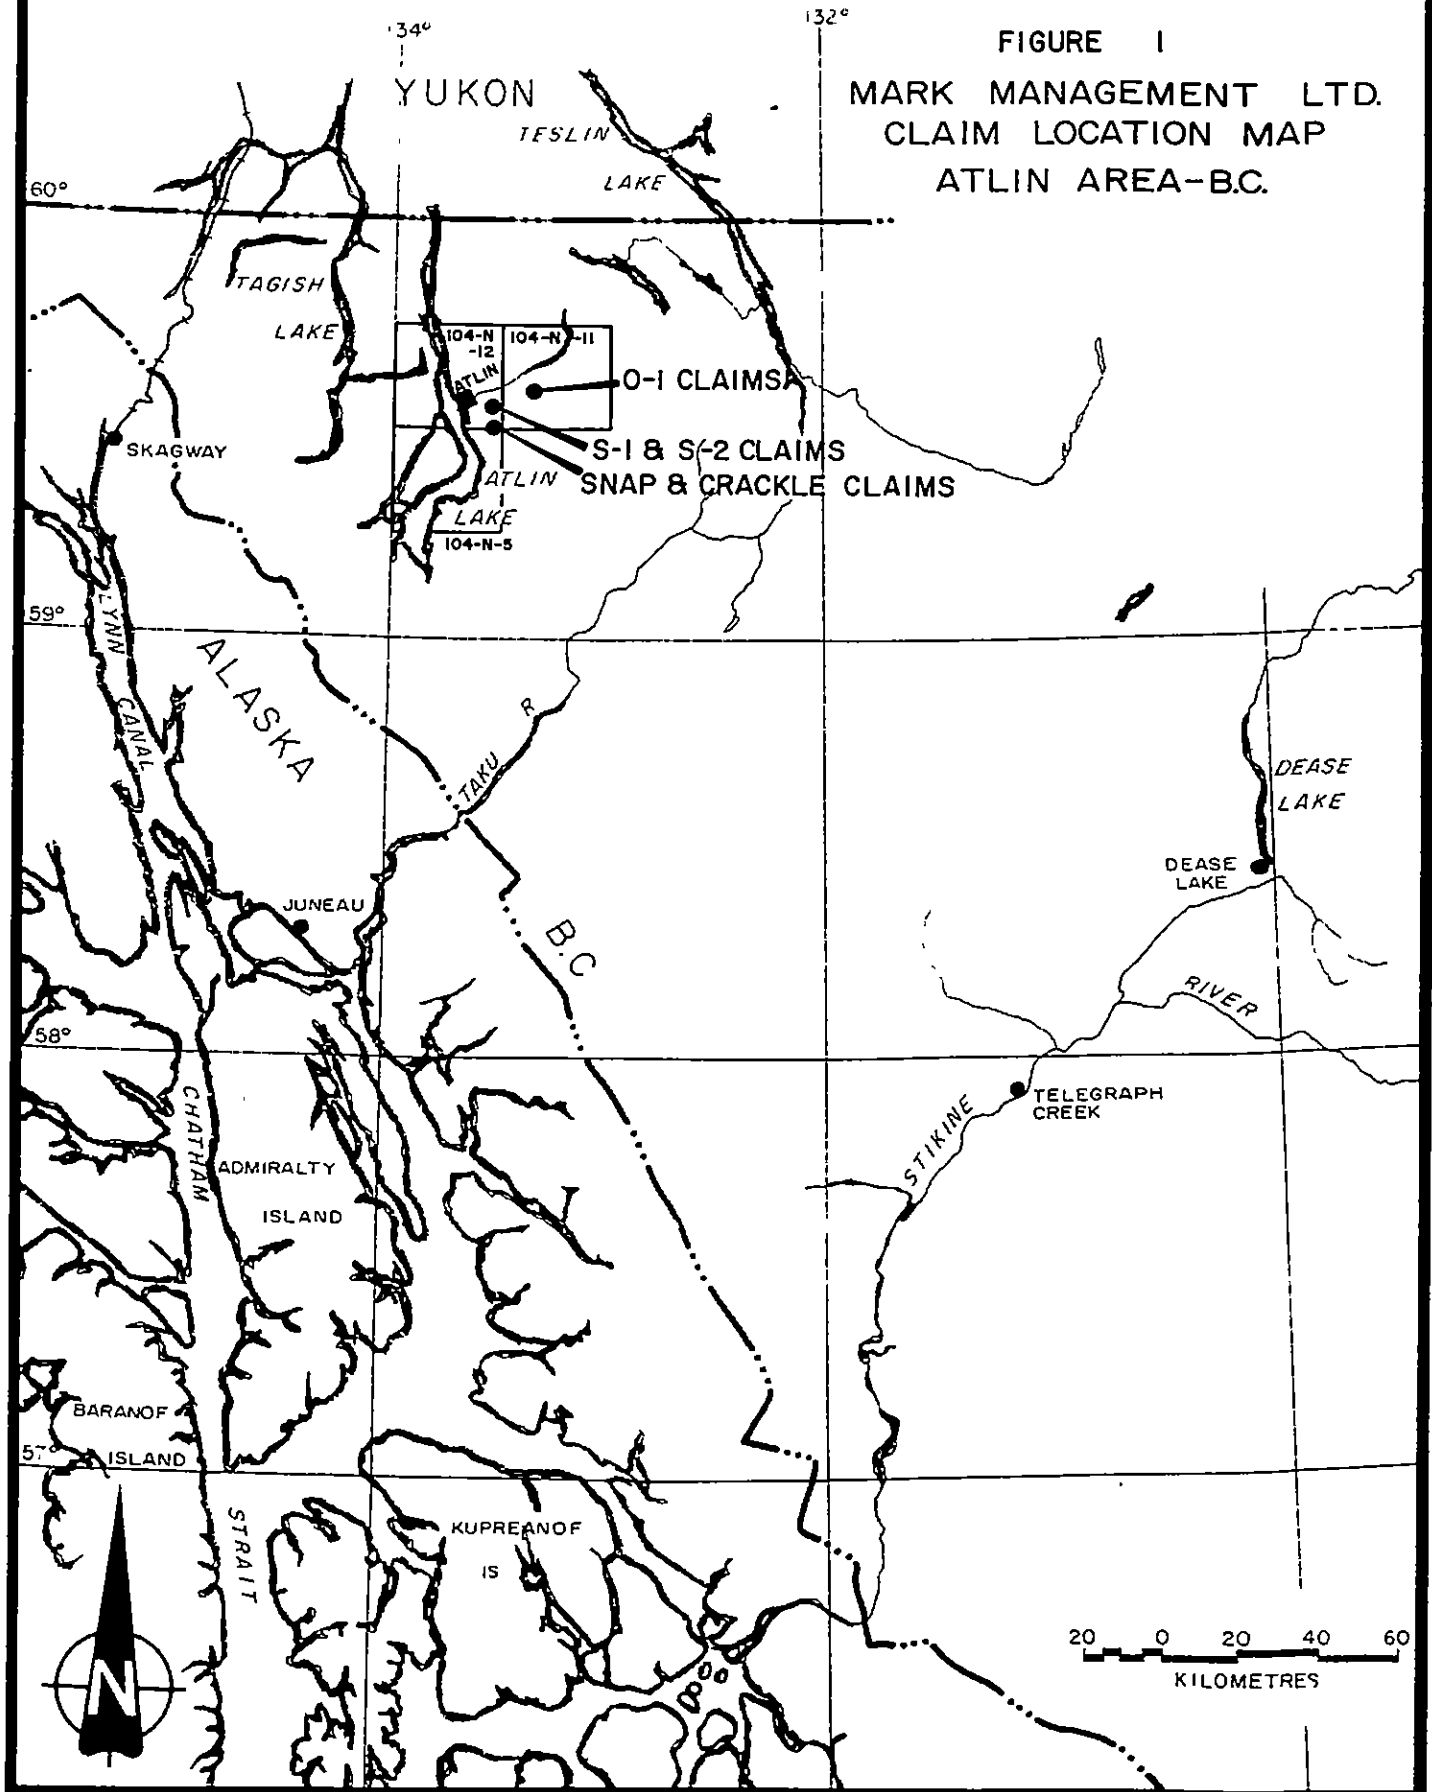 134°
132°
FIGURE 1
MARK MANAGEMENT LTD.
CLAIM LOCATION MAP
ATLIN AREA-B.C.
YUKON
TESLIN
LAKE
60°
TAGISH
LAKE
104-N
-12
104-N-11
ATLIN
O-1 CLAIMS
S-1 & S-2 CLAIMS
SNAP & CRACKLE CLAIMS
SKAGWAY
ATLIN
LAKE
104-N-5
59°
LYNN
CANAL
ALASKA
TAKU R
DEASE
LAKE
DEASE
LAKE
JUNEAU
B.C
RIVER
58°
STIKINE
TELEGRAPH
CREEK
CHATHAM
ADMIRALTY
ISLAND
BARANOF
ISLAND
57°
STRAIT
KUPREANOF
IS
N
20 0 20 40 60
KILOMETRES